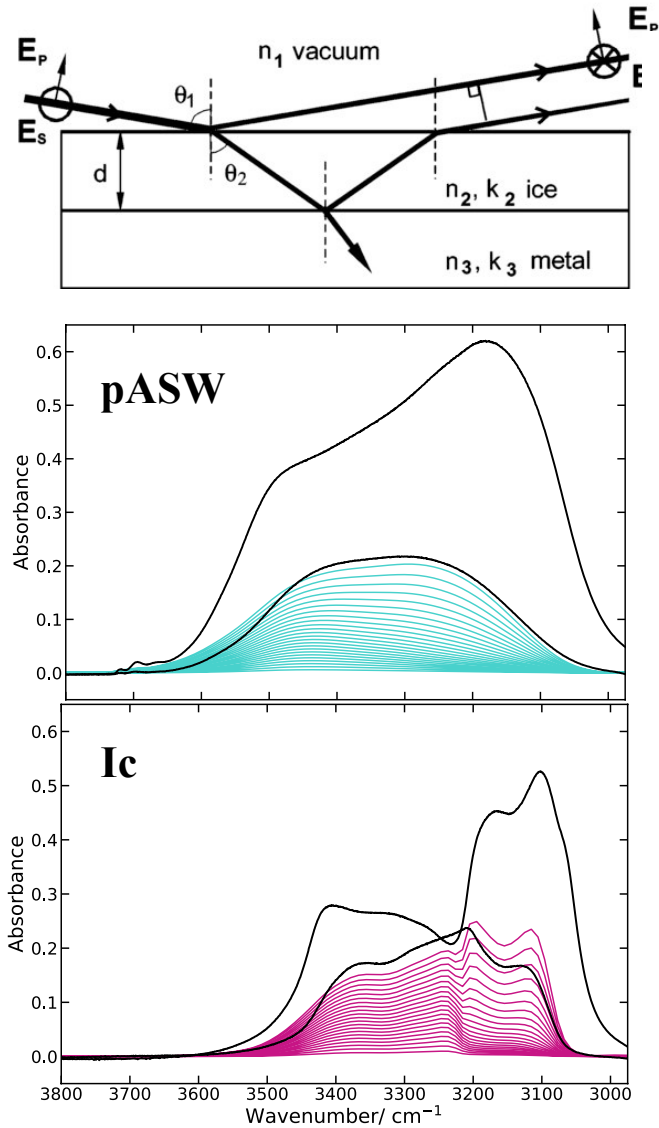 E_P
n_1 vacuum
E_P
θ_1
E
E_S
d
θ_2
n_2, k_2 ice
n_3, k_3 metal
pASW
Absorbance
0.6
0.5
0.4
0.3
0.2
0.1
0.0
Ic
Absorbance
0.6
0.5
0.4
0.3
0.2
0.1
0.0
3800 3700 3600 3500 3400 3300 3200 3100 3000
Wavenumber/ cm⁻¹